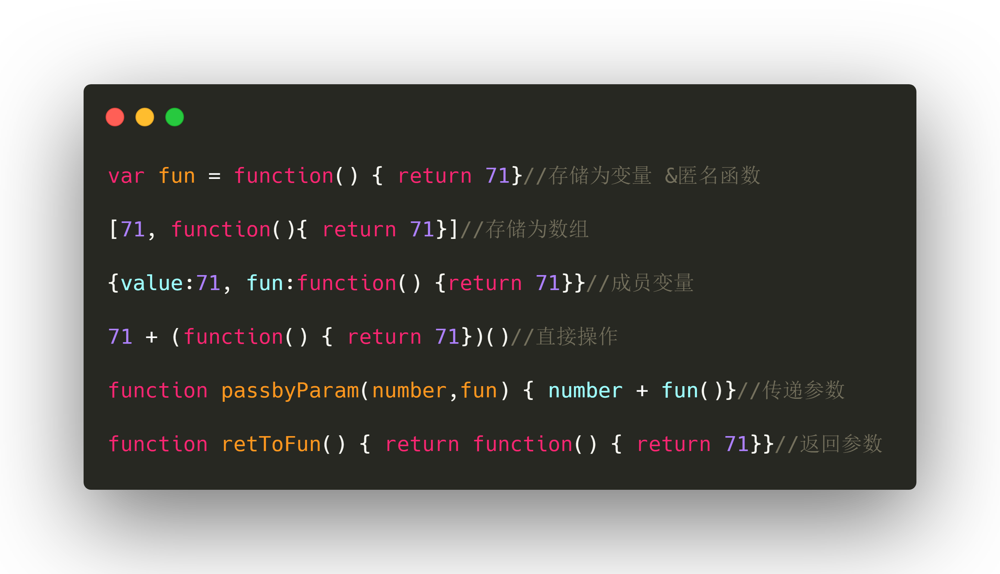 var fun = function() { return 71}//存储为变量 &匿名函数
[71, function(){ return 71}]//存储为数组
{value:71, fun:function() {return 71}}//成员变量
71 + (function() { return 71})()//直接操作
function passbyParam(number,fun) { number + fun()}//传递参数
function retToFun() { return function() { return 71}}//返回参数